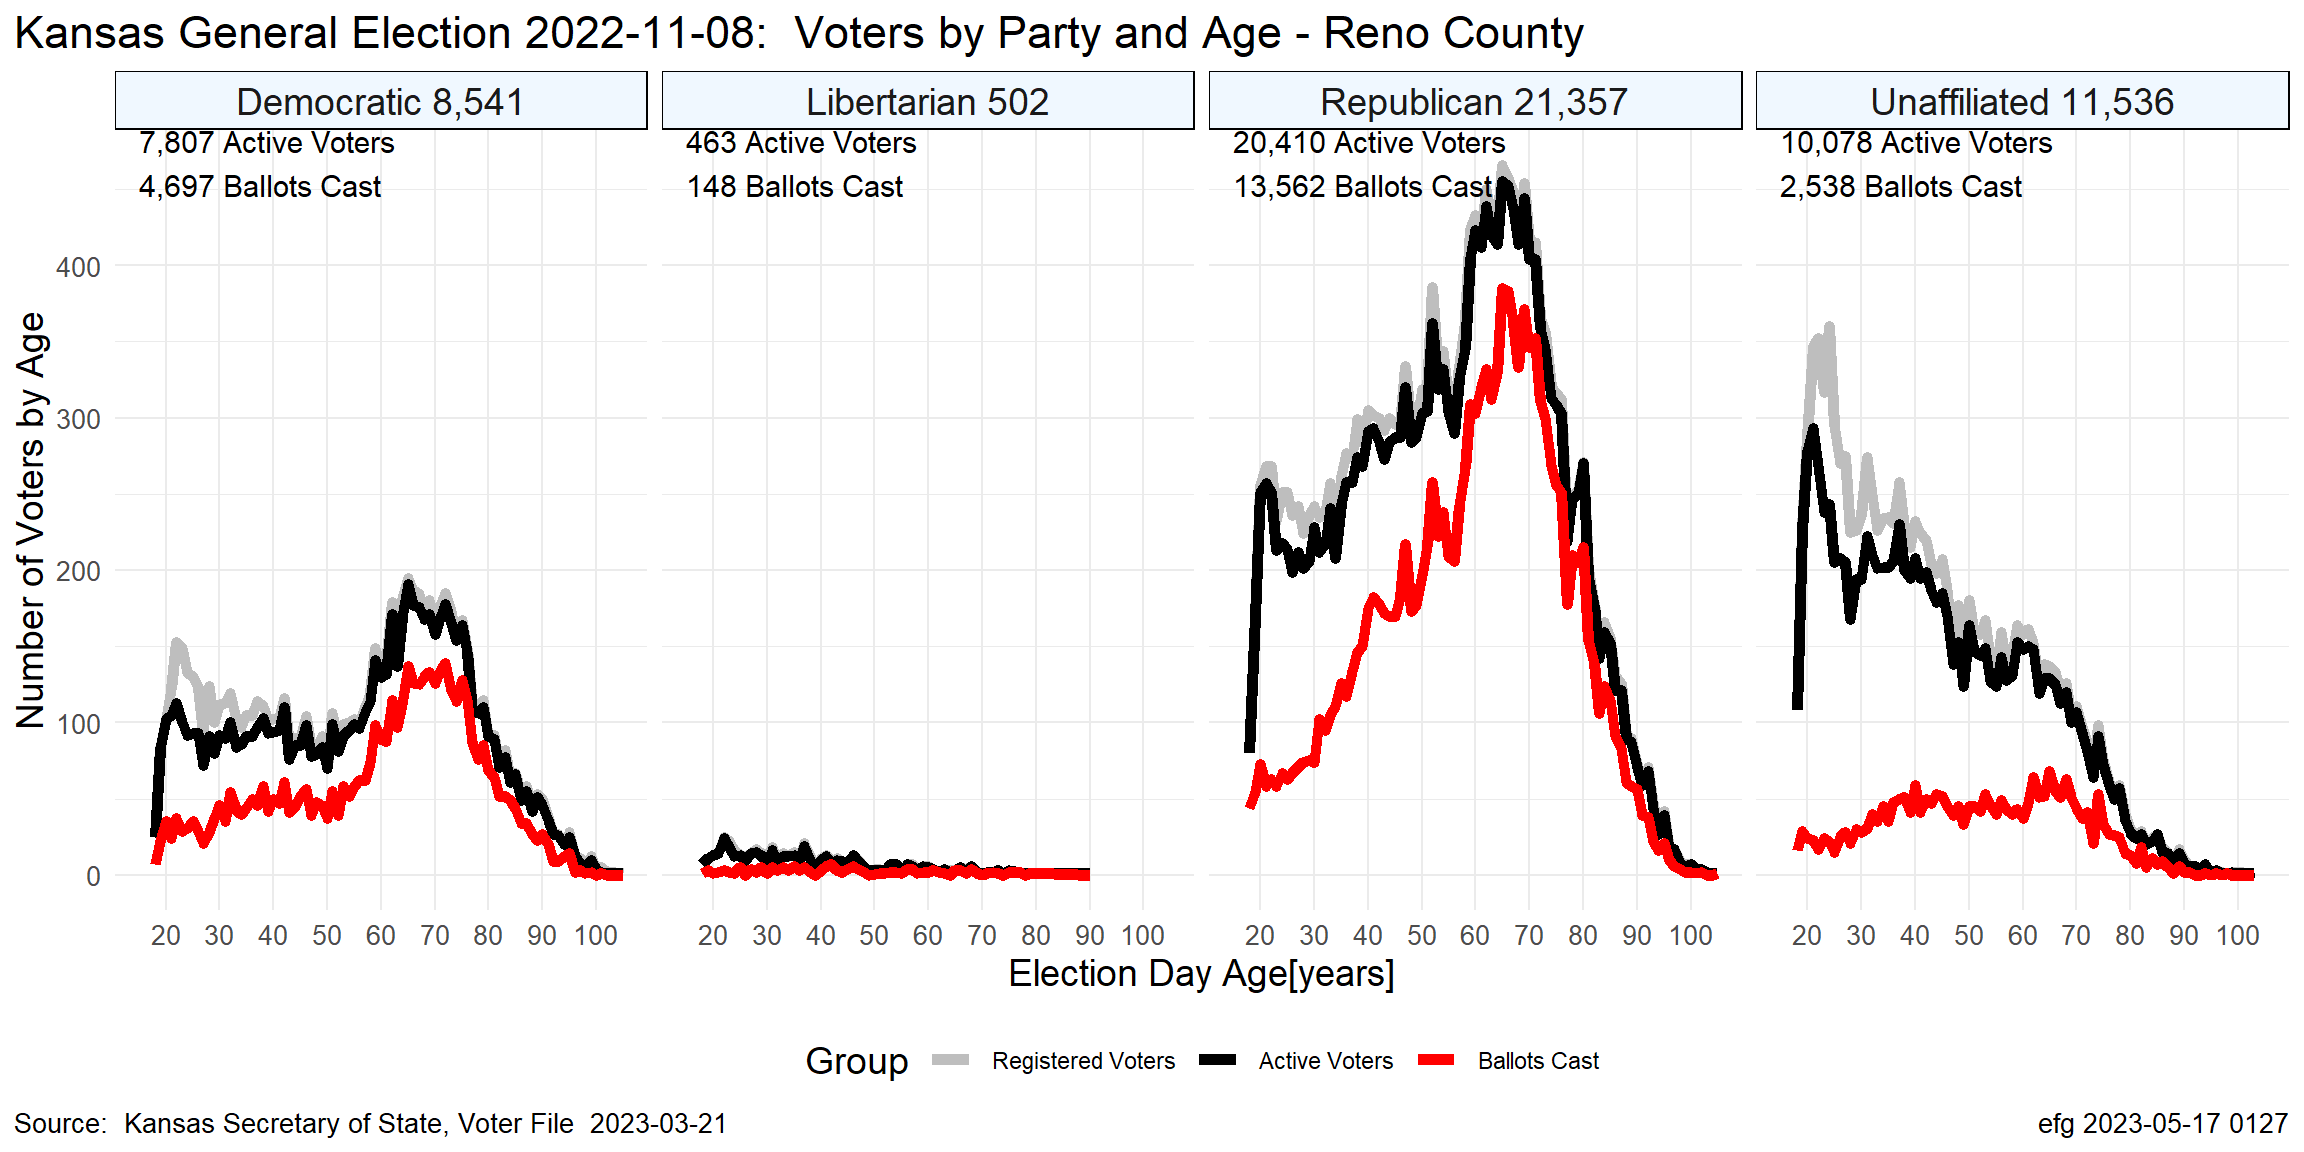 Kansas General Election 2022-11-08:  Voters by Party and Age - Reno County
Democratic 8,541
Libertarian 502
Republican 21,357
Unaffiliated 11,536
7,807 Active Voters
4,697 Ballots Cast
463 Active Voters
148 Ballots Cast
20,410 Active Voters
13,562 Ballots Cast
10,078 Active Voters
2,538 Ballots Cast
Number of Voters by Age
400
300
200
100
0
20 30 40 50 60 70 80 90 100
20 30 40 50 60 70 80 90 100
20 30 40 50 60 70 80 90 100
20 30 40 50 60 70 80 90 100
Election Day Age[years]
Group Registered Voters Active Voters Ballots Cast
Source:  Kansas Secretary of State, Voter File  2023-03-21
efg 2023-05-17 0127